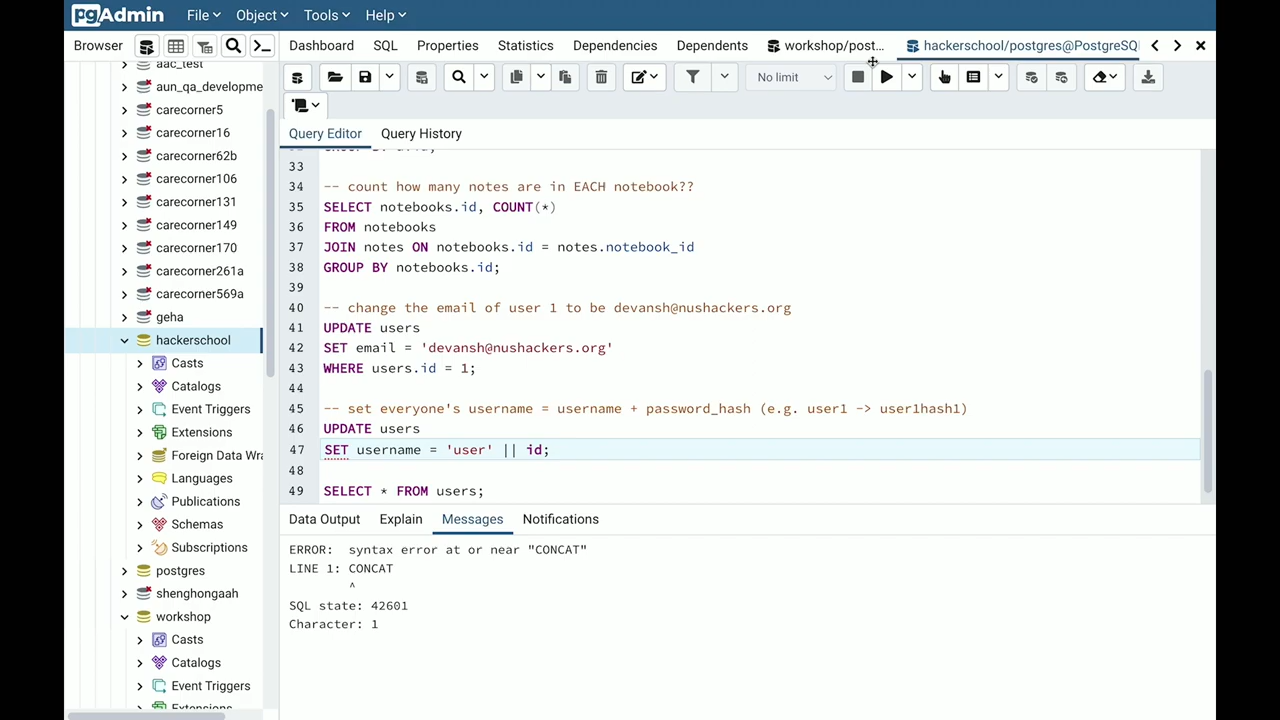 pgAdmin File Object Tools Help
Browser Dashboard SQL Properties Statistics Dependencies Dependents workshop/post... hackerschool/postgres@PostgreSQ
No limit
Query Editor Query History
aac_test
aun_qa_developme
carecorner5
carecorner16
carecorner62b
carecorner106
carecorner131
carecorner149
carecorner170
carecorner261a
carecorner569a
geha
hackerschool
Casts
Catalogs
Event Triggers
Extensions
Foreign Data Wra
Languages
Publications
Schemas
Subscriptions
postgres
shenghongaah
workshop
Casts
Catalogs
Event Triggers
Extensions
33
34 -- count how many notes are in EACH notebook??
35 SELECT notebooks.id, COUNT(*)
36 FROM notebooks
37 JOIN notes ON notebooks.id = notes.notebook_id
38 GROUP BY notebooks.id;
39
40 -- change the email of user 1 to be devansh@nushackers.org
41 UPDATE users
42 SET email = 'devansh@nushackers.org'
43 WHERE users.id = 1;
44
45 -- set everyone's username = username + password_hash (e.g. user1 -> user1hash1)
46 UPDATE users
47 SET username = 'user' || id;
48
49 SELECT * FROM users;
Data Output Explain Messages Notifications
ERROR: syntax error at or near "CONCAT"
LINE 1: CONCAT
^
SQL state: 42601
Character: 1